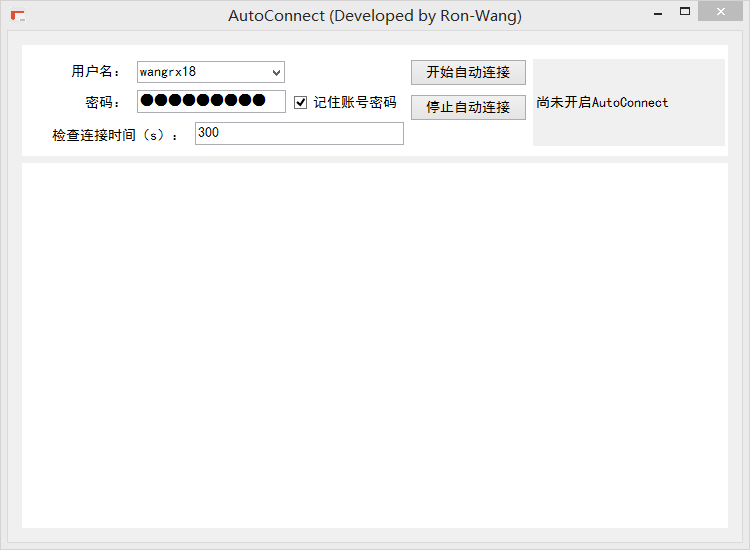 AutoConnect (Developed by Ron-Wang)
用户名： wangrx18 开始自动连接
密码： ●●●●●●●●● 记住账号密码 停止自动连接 尚未开启AutoConnect
检查连接时间（s）： 300